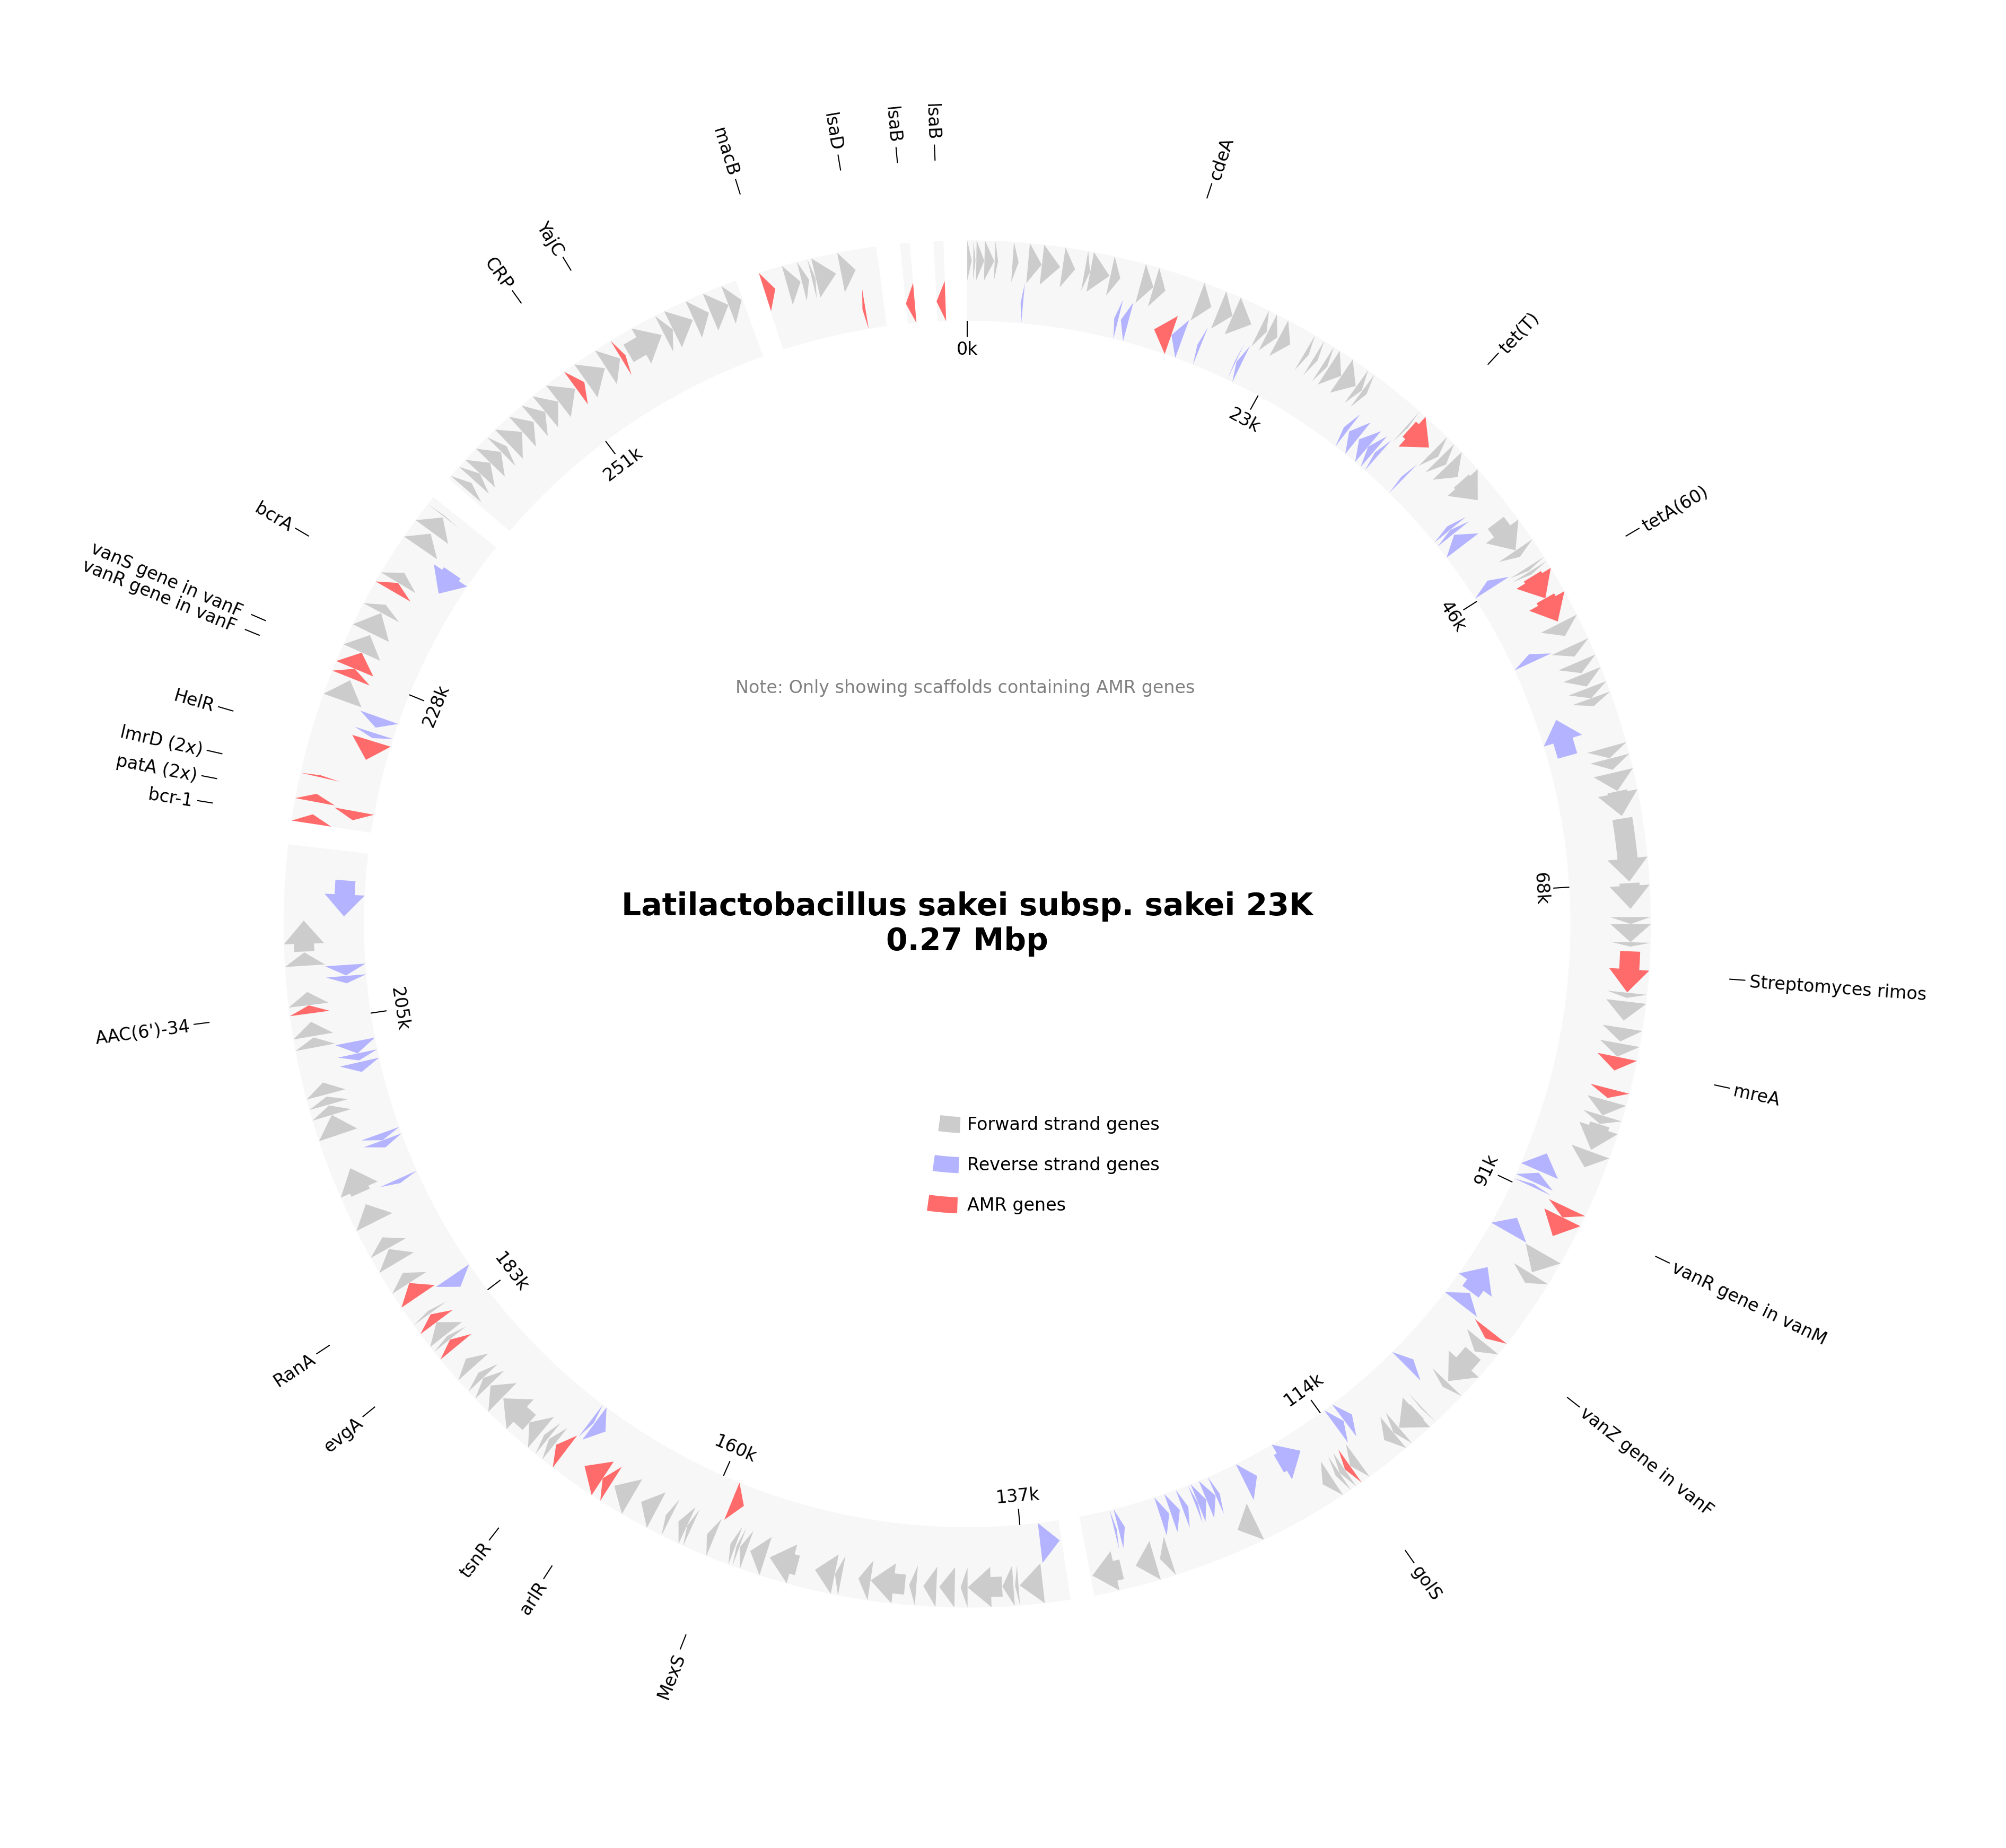 lsaB
lsaB
lsaD
macB
cdeA
YajC
CRP
tet(T)
0k
23k
251k
tetA(60)
bcrA
vanS gene in vanF
vanR gene in vanF
46k
HelR
228k
Note: Only showing scaffolds containing AMR genes
lmrD (2x)
patA (2x)
bcr-1
68k
Latilactobacillus sakei subsp. sakei 23K
0.27 Mbp
Streptomyces rimos
205k
AAC(6')-34
mreA
Forward strand genes
Reverse strand genes
AMR genes
91k
183k
vanR gene in vanM
RanA
114k
evgA
160k
vanZ gene in vanF
137k
tsnR
arlR
golS
MexS